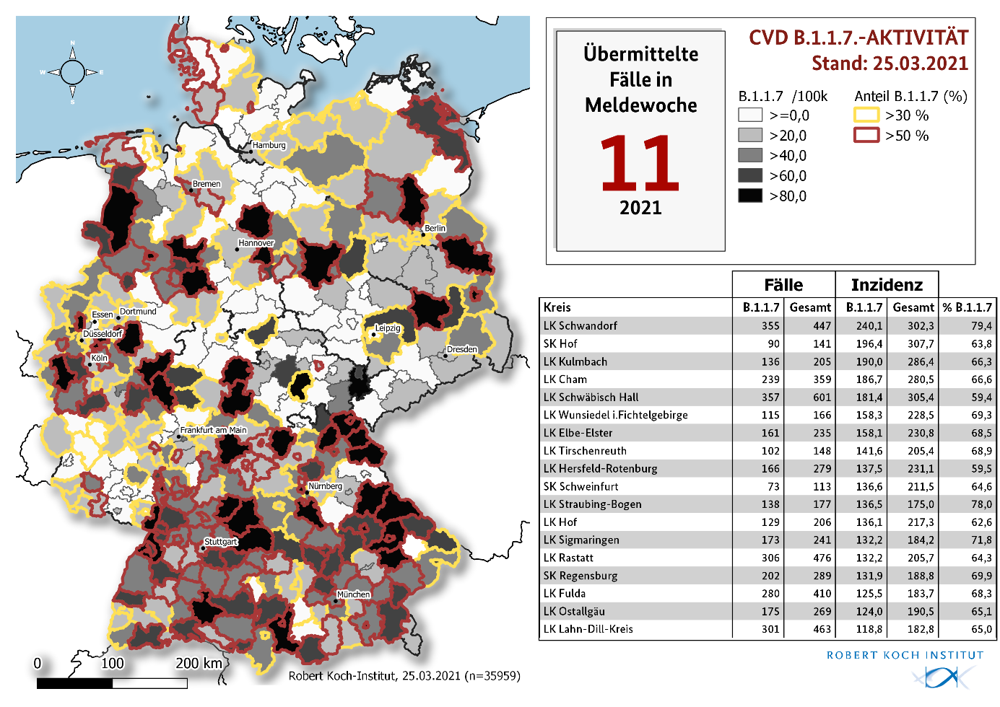 N
W E
S
Hamburg
Bremen
Berlin
Hannover
Essen
Dortmund
Düsseldorf
Leipzig
Köln
Dresden
Frankfurt am Main
Nürnberg
Stuttgart
München
0 100 200 km
Robert Koch-Institut, 25.03.2021 (n=35959)
Übermittelte
Fälle in
Meldewoche
11
2021
CVD B.1.1.7.-AKTIVITÄT
Stand: 25.03.2021
B.1.1.7 /100k Anteil B.1.1.7 (%)
>=0,0 >30 %
>20,0 >50 %
>40,0
>60,0
>80,0
Fälle Inzidenz
Kreis B.1.1.7 Gesamt B.1.1.7 Gesamt % B.1.1.7
LK Schwandorf 355 447 240,1 302,3 79,4
SK Hof 90 141 196,4 307,7 63,8
LK Kulmbach 136 205 190,0 286,4 66,3
LK Cham 239 359 186,7 280,5 66,6
LK Schwäbisch Hall 357 601 181,4 305,4 59,4
LK Wunsiedel i.Fichtelgebirge 115 166 158,3 228,5 69,3
LK Elbe-Elster 161 235 158,1 230,8 68,5
LK Tirschenreuth 102 148 141,6 205,4 68,9
LK Hersfeld-Rotenburg 166 279 137,5 231,1 59,5
SK Schweinfurt 73 113 136,6 211,5 64,6
LK Straubing-Bogen 138 177 136,5 175,0 78,0
LK Hof 129 206 136,1 217,3 62,6
LK Sigmaringen 173 241 132,2 184,2 71,8
LK Rastatt 306 476 132,2 205,7 64,3
SK Regensburg 202 289 131,9 188,8 69,9
LK Fulda 280 410 125,5 183,7 68,3
LK Ostallgäu 175 269 124,0 190,5 65,1
LK Lahn-Dill-Kreis 301 463 118,8 182,8 65,0
ROBERT KOCH INSTITUT